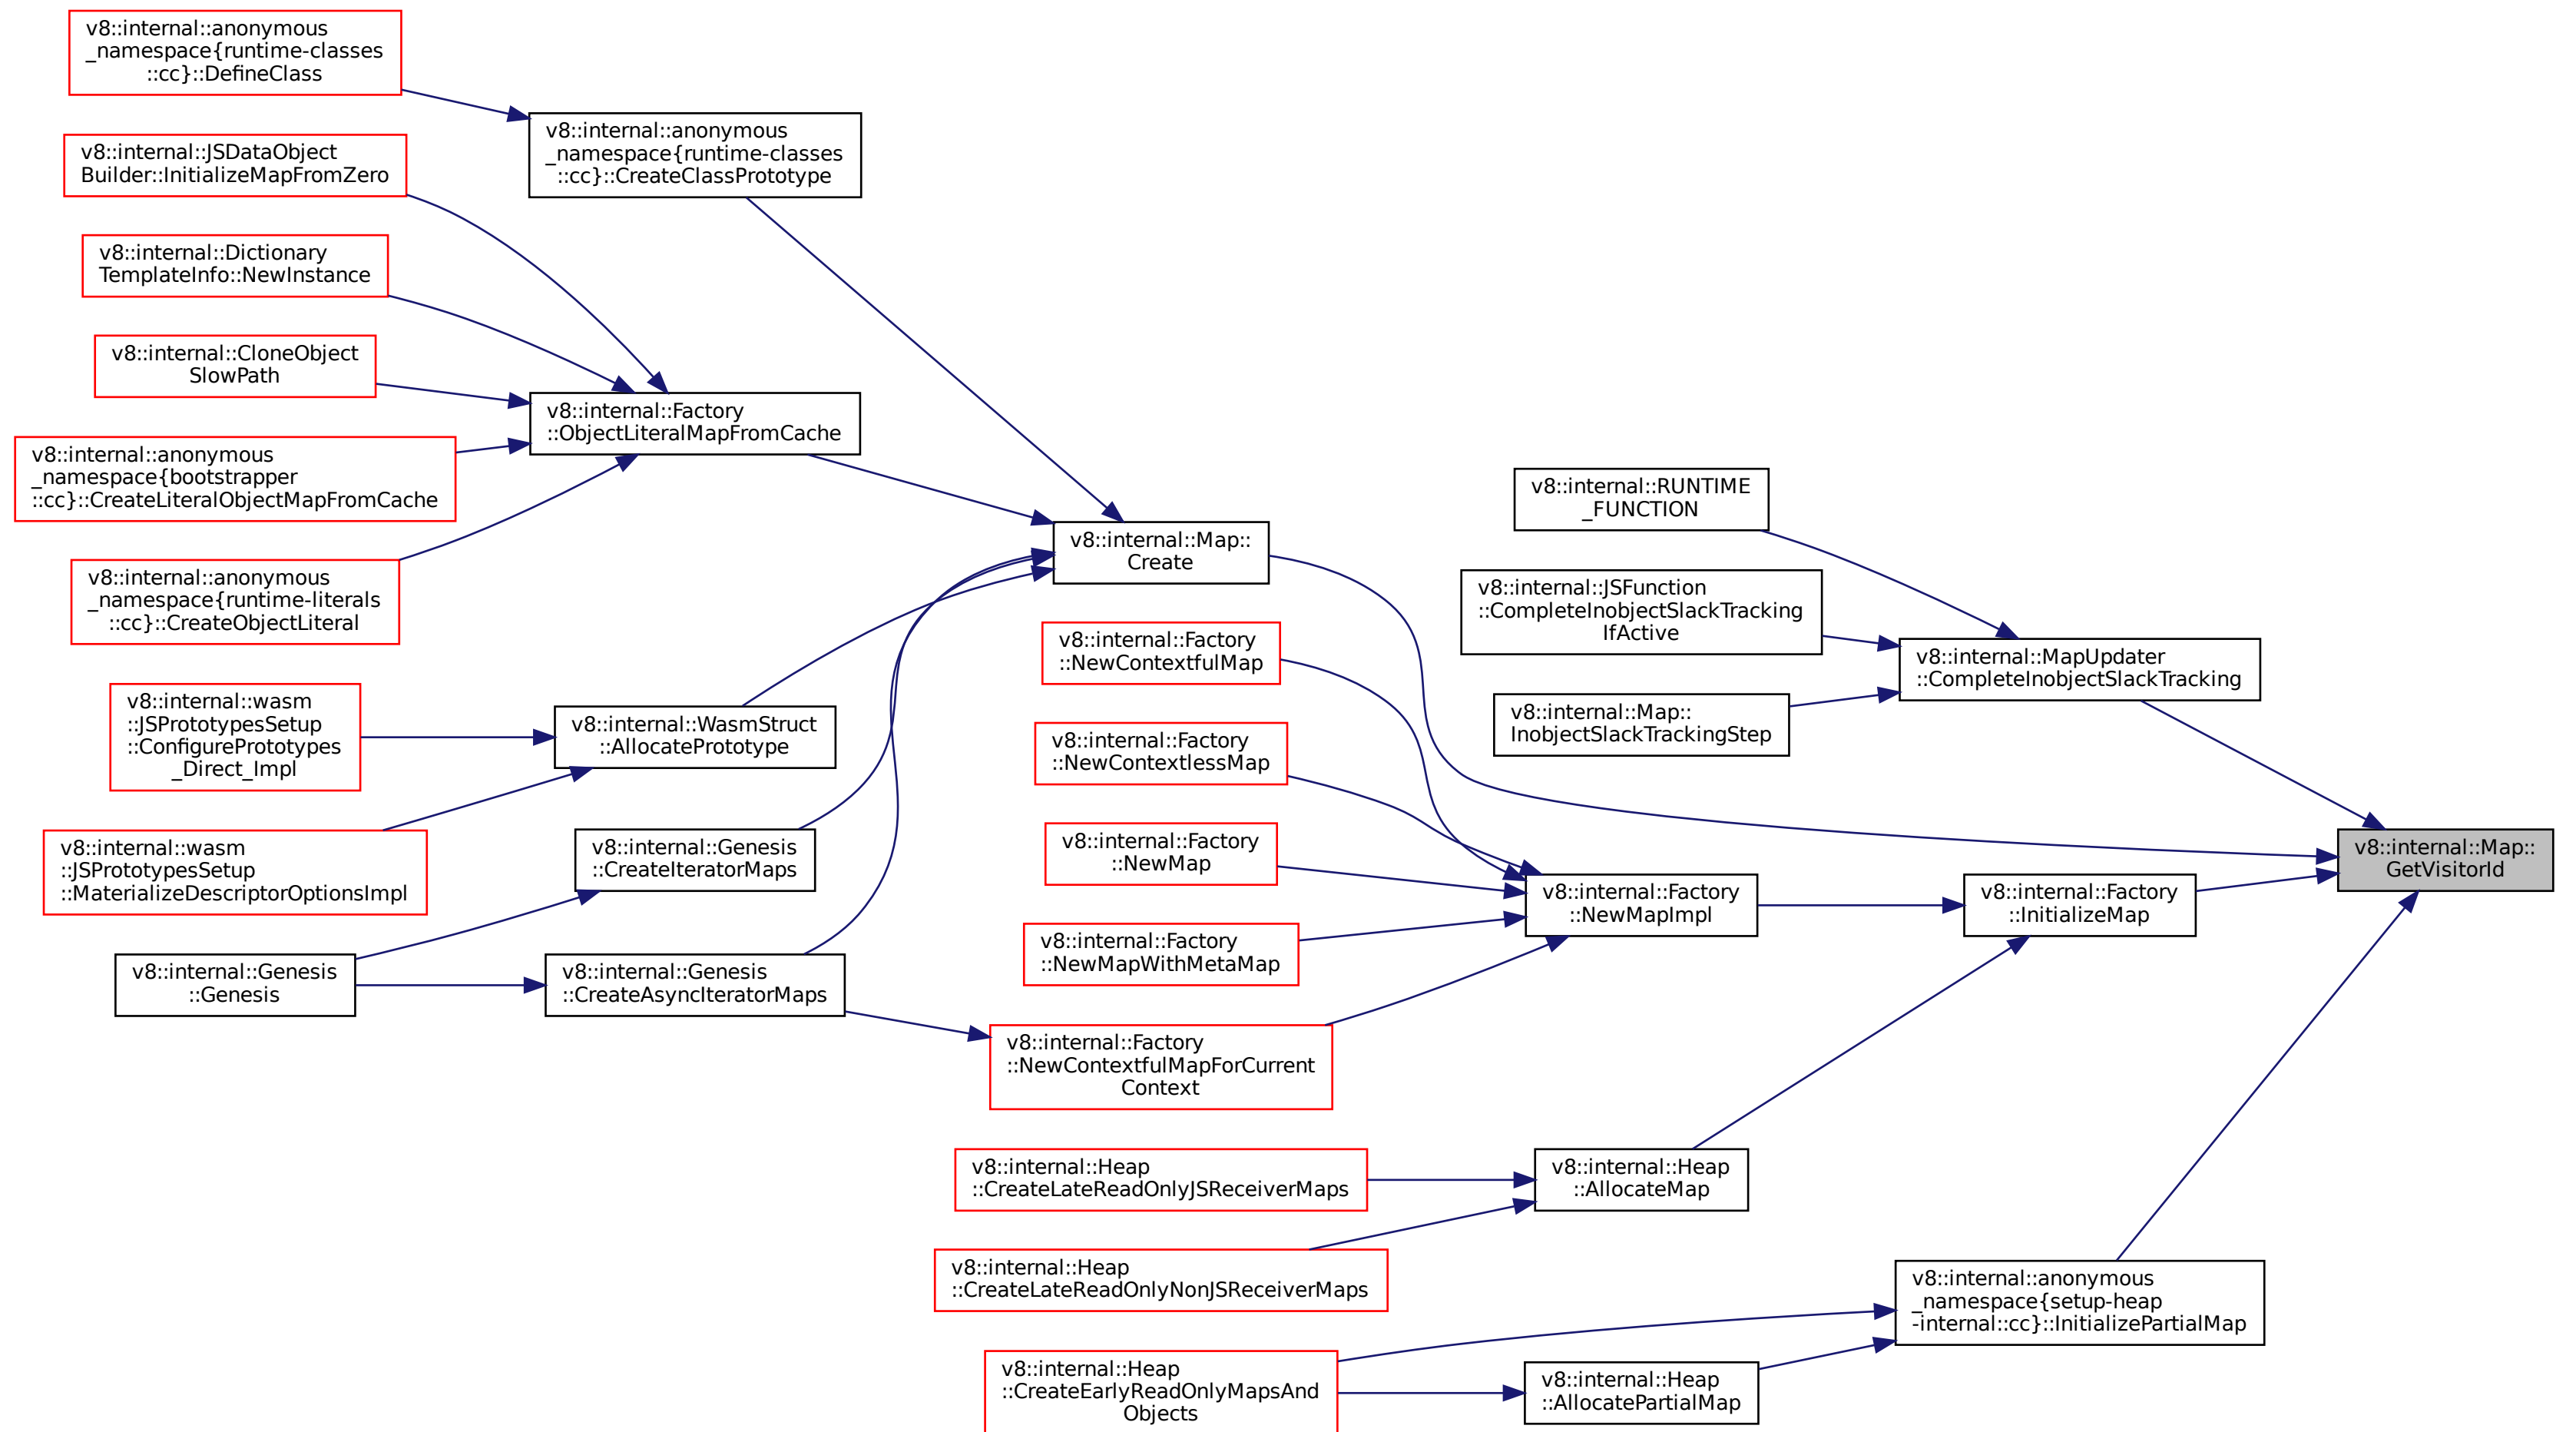 v8::internal::anonymous
_namespace{runtime-classes
::cc}::DefineClass
v8::internal::JSDataObject
Builder::InitializeMapFromZero
v8::internal::Dictionary
TemplateInfo::NewInstance
v8::internal::CloneObject
SlowPath
v8::internal::anonymous
_namespace{bootstrapper
::cc}::CreateLiteralObjectMapFromCache
v8::internal::anonymous
_namespace{runtime-literals
::cc}::CreateObjectLiteral
v8::internal::wasm
::JSPrototypesSetup
::ConfigurePrototypes
_Direct_Impl
v8::internal::wasm
::JSPrototypesSetup
::MaterializeDescriptorOptionsImpl
v8::internal::Genesis
::Genesis
v8::internal::anonymous
_namespace{runtime-classes
::cc}::CreateClassPrototype
v8::internal::Factory
::ObjectLiteralMapFromCache
v8::internal::WasmStruct
::AllocatePrototype
v8::internal::Genesis
::CreateIteratorMaps
v8::internal::Genesis
::CreateAsyncIteratorMaps
v8::internal::Map::
Create
v8::internal::Factory
::NewContextfulMap
v8::internal::Factory
::NewContextlessMap
v8::internal::Factory
::NewMap
v8::internal::Factory
::NewMapWithMetaMap
v8::internal::Factory
::NewContextfulMapForCurrent
Context
v8::internal::Heap
::CreateLateReadOnlyJSReceiverMaps
v8::internal::Heap
::CreateLateReadOnlyNonJSReceiverMaps
v8::internal::Heap
::CreateEarlyReadOnlyMapsAnd
Objects
v8::internal::RUNTIME
_FUNCTION
v8::internal::JSFunction
::CompleteInobjectSlackTracking
IfActive
v8::internal::Map::
InobjectSlackTrackingStep
v8::internal::Factory
::NewMapImpl
v8::internal::Heap
::AllocateMap
v8::internal::Heap
::AllocatePartialMap
v8::internal::MapUpdater
::CompleteInobjectSlackTracking
v8::internal::Factory
::InitializeMap
v8::internal::anonymous
_namespace{setup-heap
-internal::cc}::InitializePartialMap
v8::internal::Map::
GetVisitorId